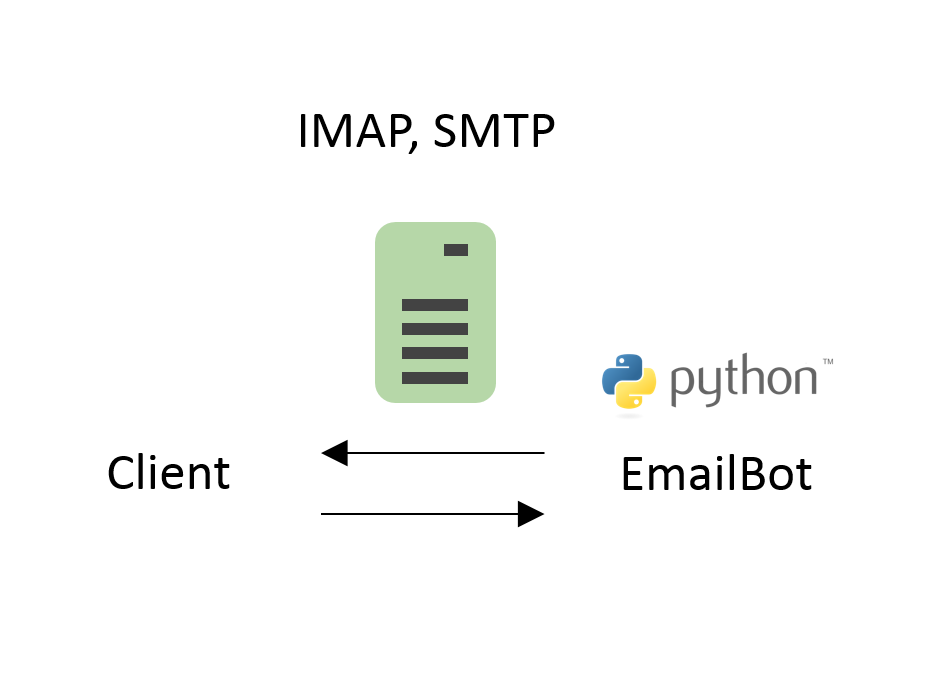 IMAP, SMTP
python™
Client
EmailBot